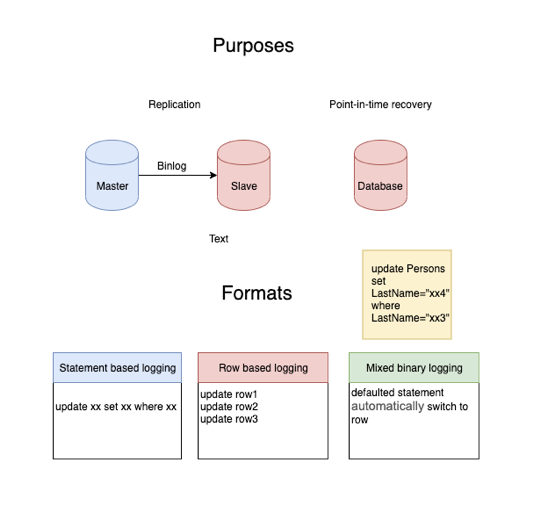 Purposes
Replication
Point-in-time recovery
Master
Binlog
Slave
Database
Text
Formats
update Persons
set
LastName="xx4"
where
LastName="xx3"
Statement based logging
update xx set xx where xx
Row based logging
update row1
update row2
update row3
Mixed binary logging
defaulted statement
automatically switch to
row